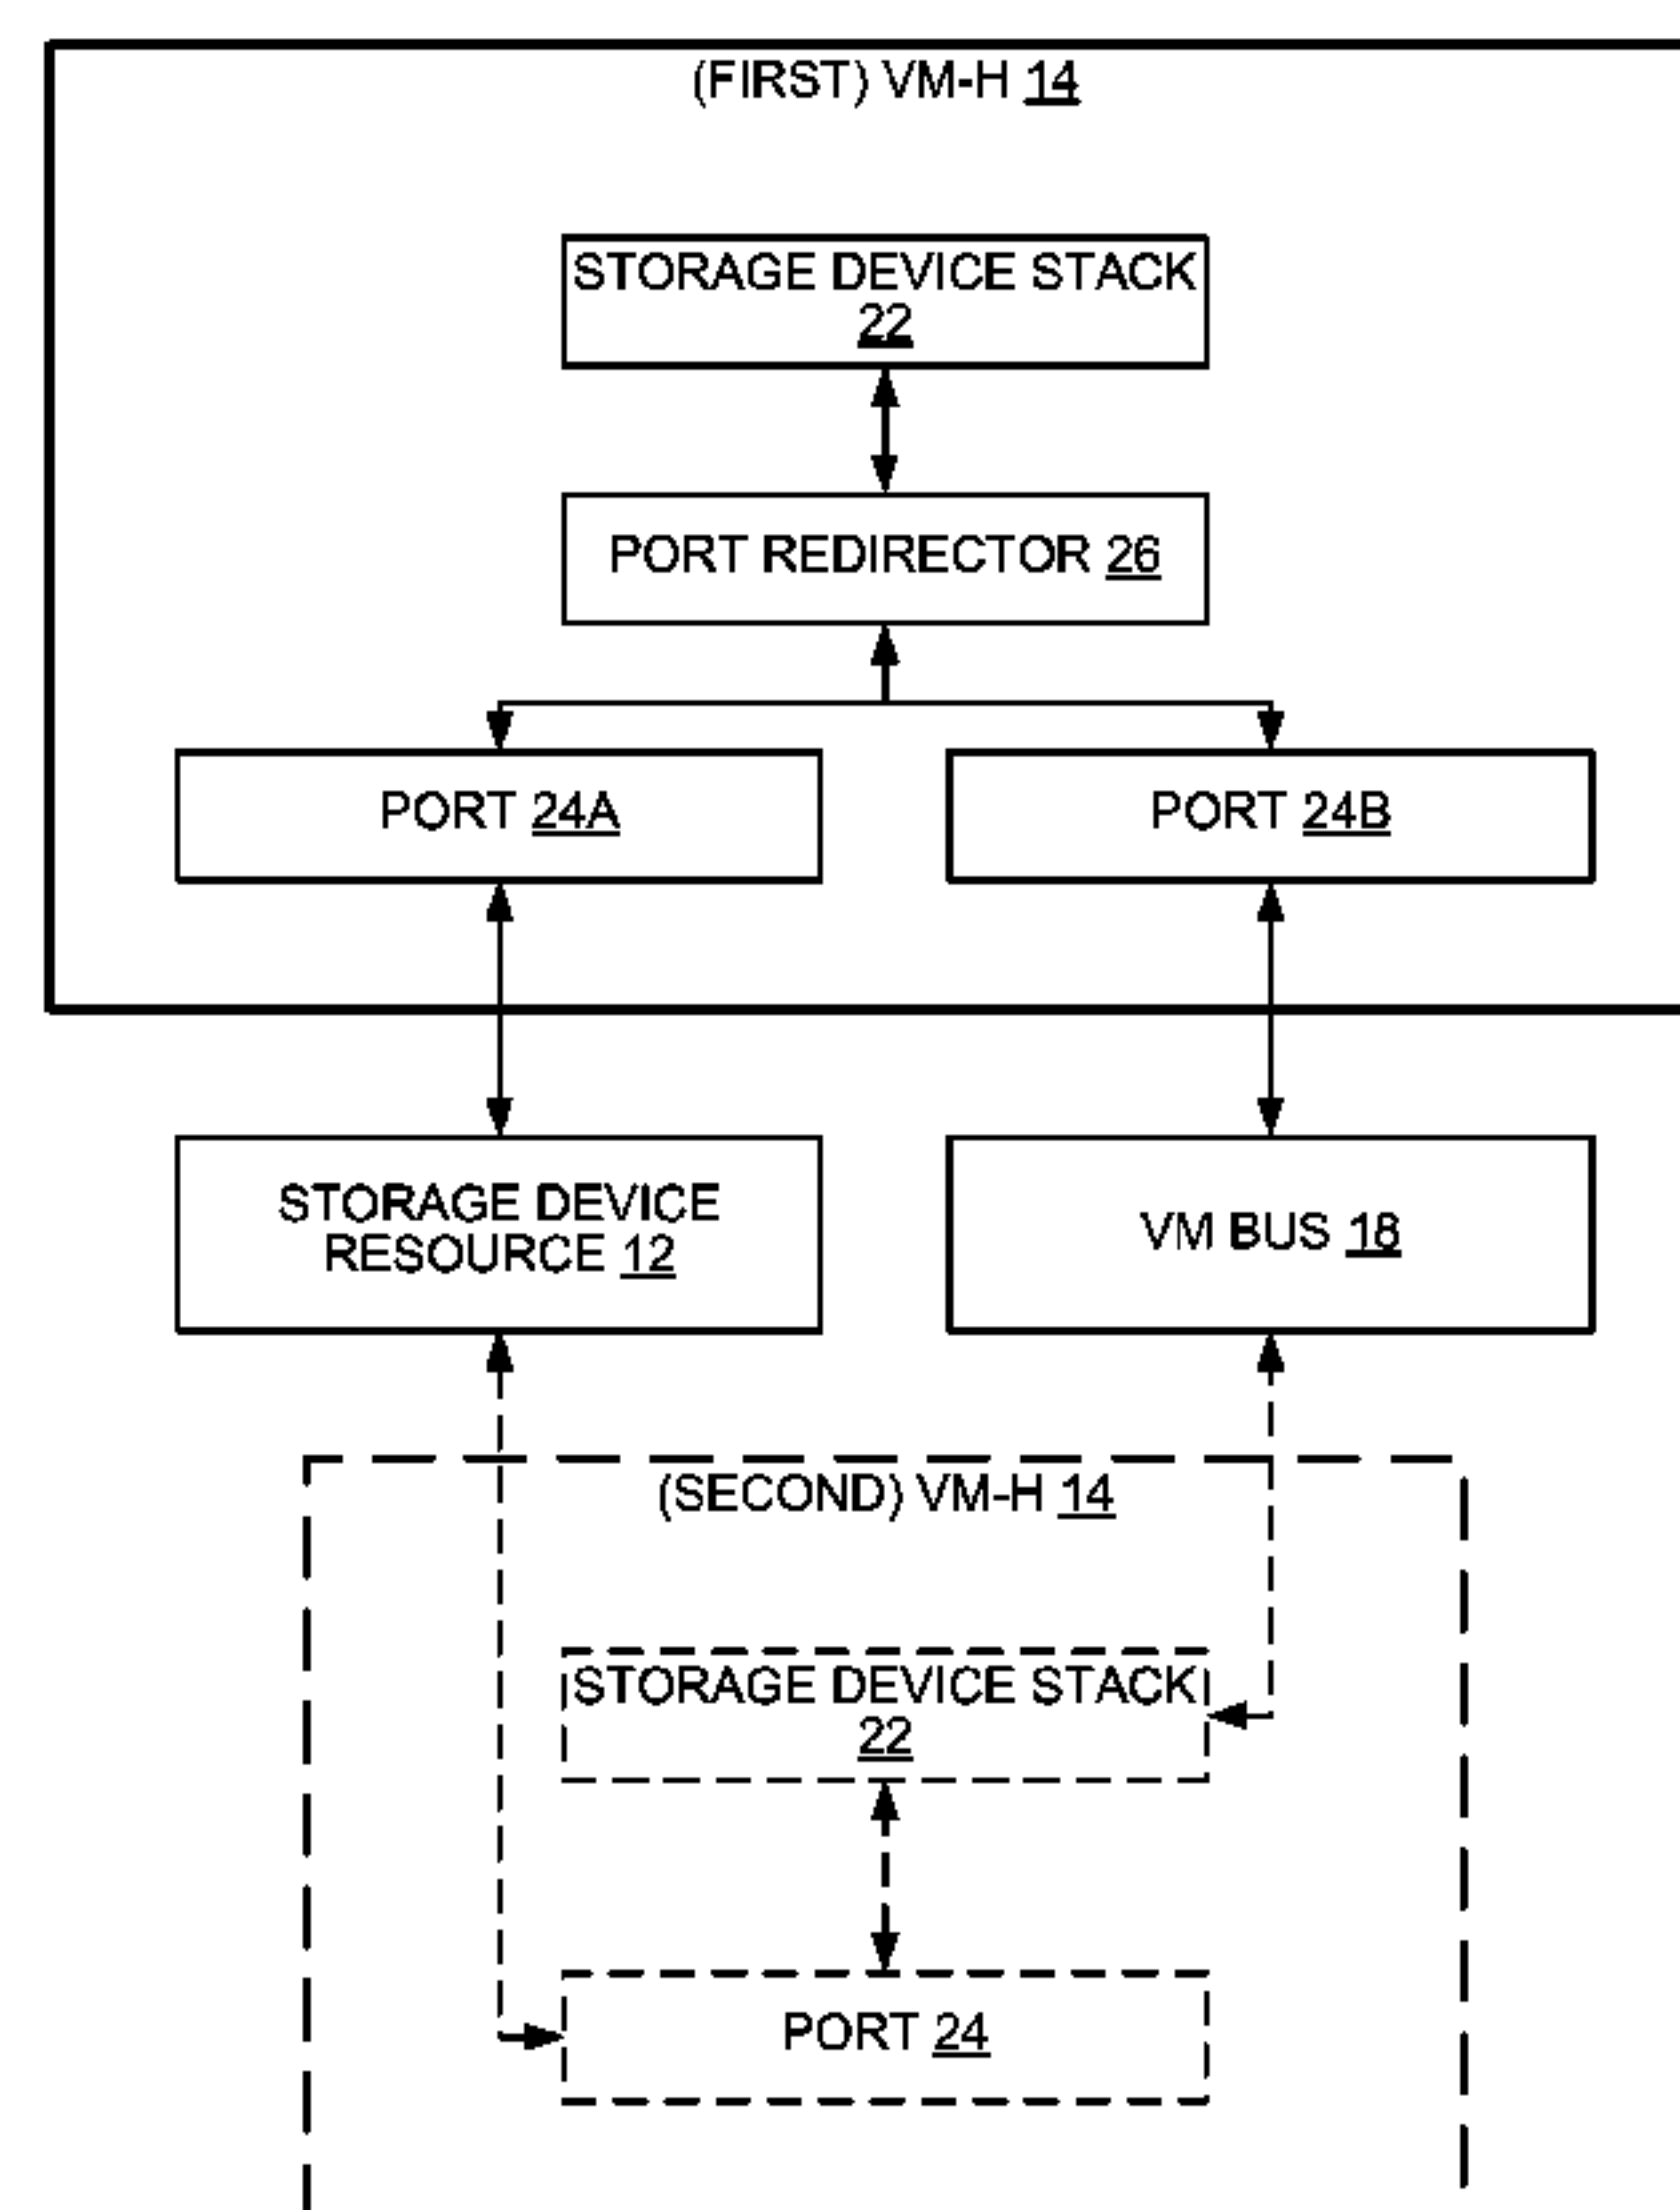 (FIRST) VM-H 14
STORAGE DEVICE STACK
22
PORT REDIRECTOR 26
PORT 24A
PORT 24B
STORAGE DEVICE
RESOURCE 12
VM BUS 18
(SECOND) VM-H 14
STORAGE DEVICE STACK
22
PORT 24